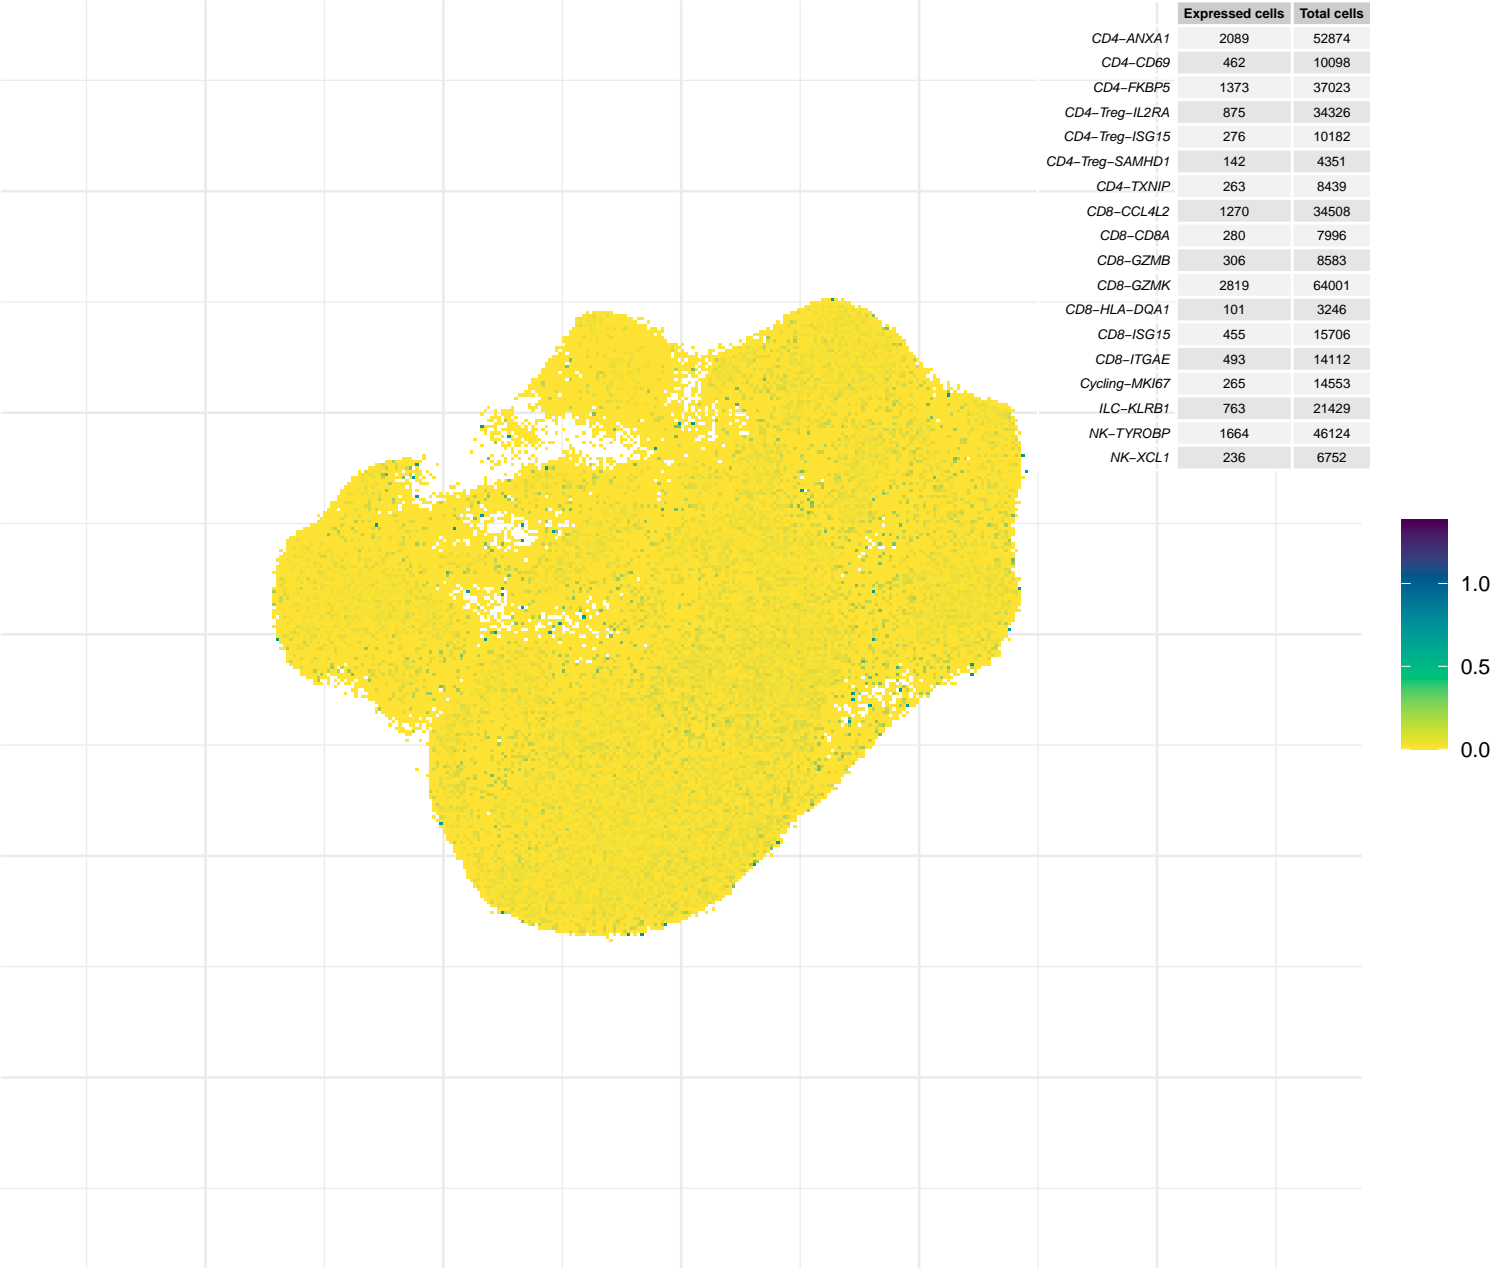 Expressed cells Total cells
CD4−ANXA1 2089 52874
CD4−CD69 462 10098
CD4−FKBP5 1373 37023
CD4−Treg−IL2RA 875 34326
CD4−Treg−ISG15 276 10182
CD4−Treg−SAMHD1 142 4351
CD4−TXNIP 263 8439
CD8−CCL4L2 1270 34508
CD8−CD8A 280 7996
CD8−GZMB 306 8583
CD8−GZMK 2819 64001
CD8−HLA−DQA1 101 3246
CD8−ISG15 455 15706
CD8−ITGAE 493 14112
Cycling−MKI67 265 14553
ILC−KLRB1 763 21429
NK−TYROBP 1664 46124
NK−XCL1 236 6752
1.0
0.5
0.0